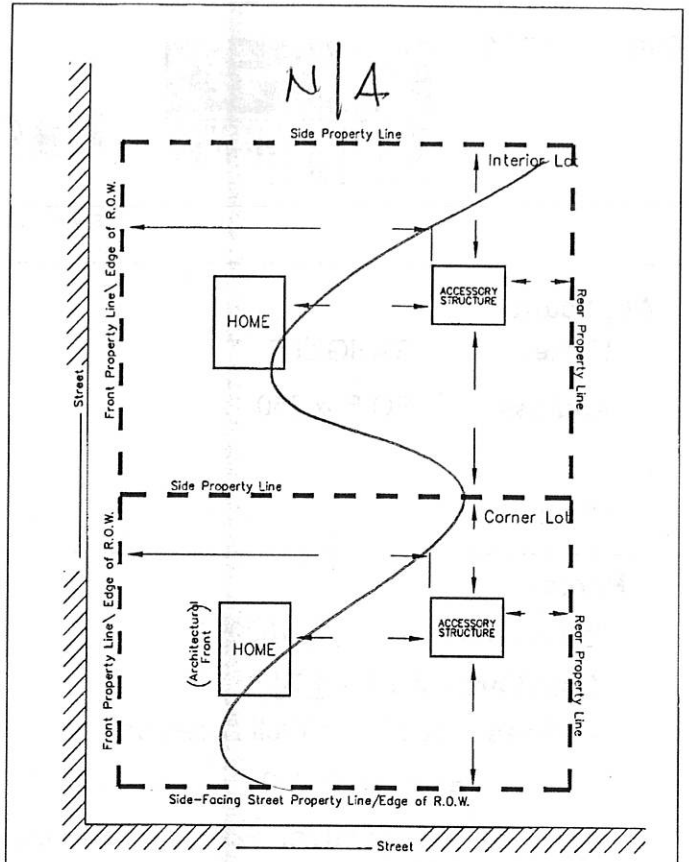 N/A
Side Property Line
Interior Lot
Front Property Line\ Edge of R.O.W.
HOME
ACCESSORY
STRUCTURE
Rear Property Line
Street
Side Property Line
Corner Lot
Front Property Line\ Edge of R.O.W.
(Architectural
Front)
HOME
ACCESSORY
STRUCTURE
Rear Property Line
Side-Facing Street Property Line/Edge of R.O.W.
Street